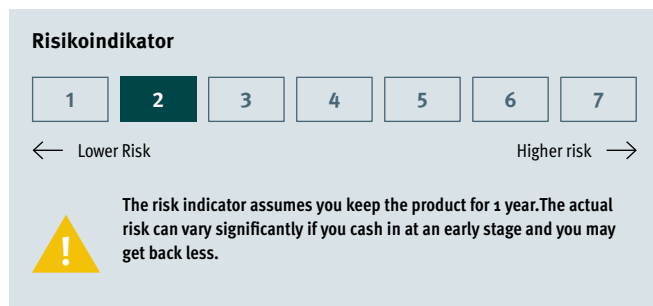 Risikoindikator
1 2 3 4 5 6 7
Lower Risk Higher risk
The risk indicator assumes you keep the product for 1 year.The actual
risk can vary significantly if you cash in at an early stage and you may
get back less.
!